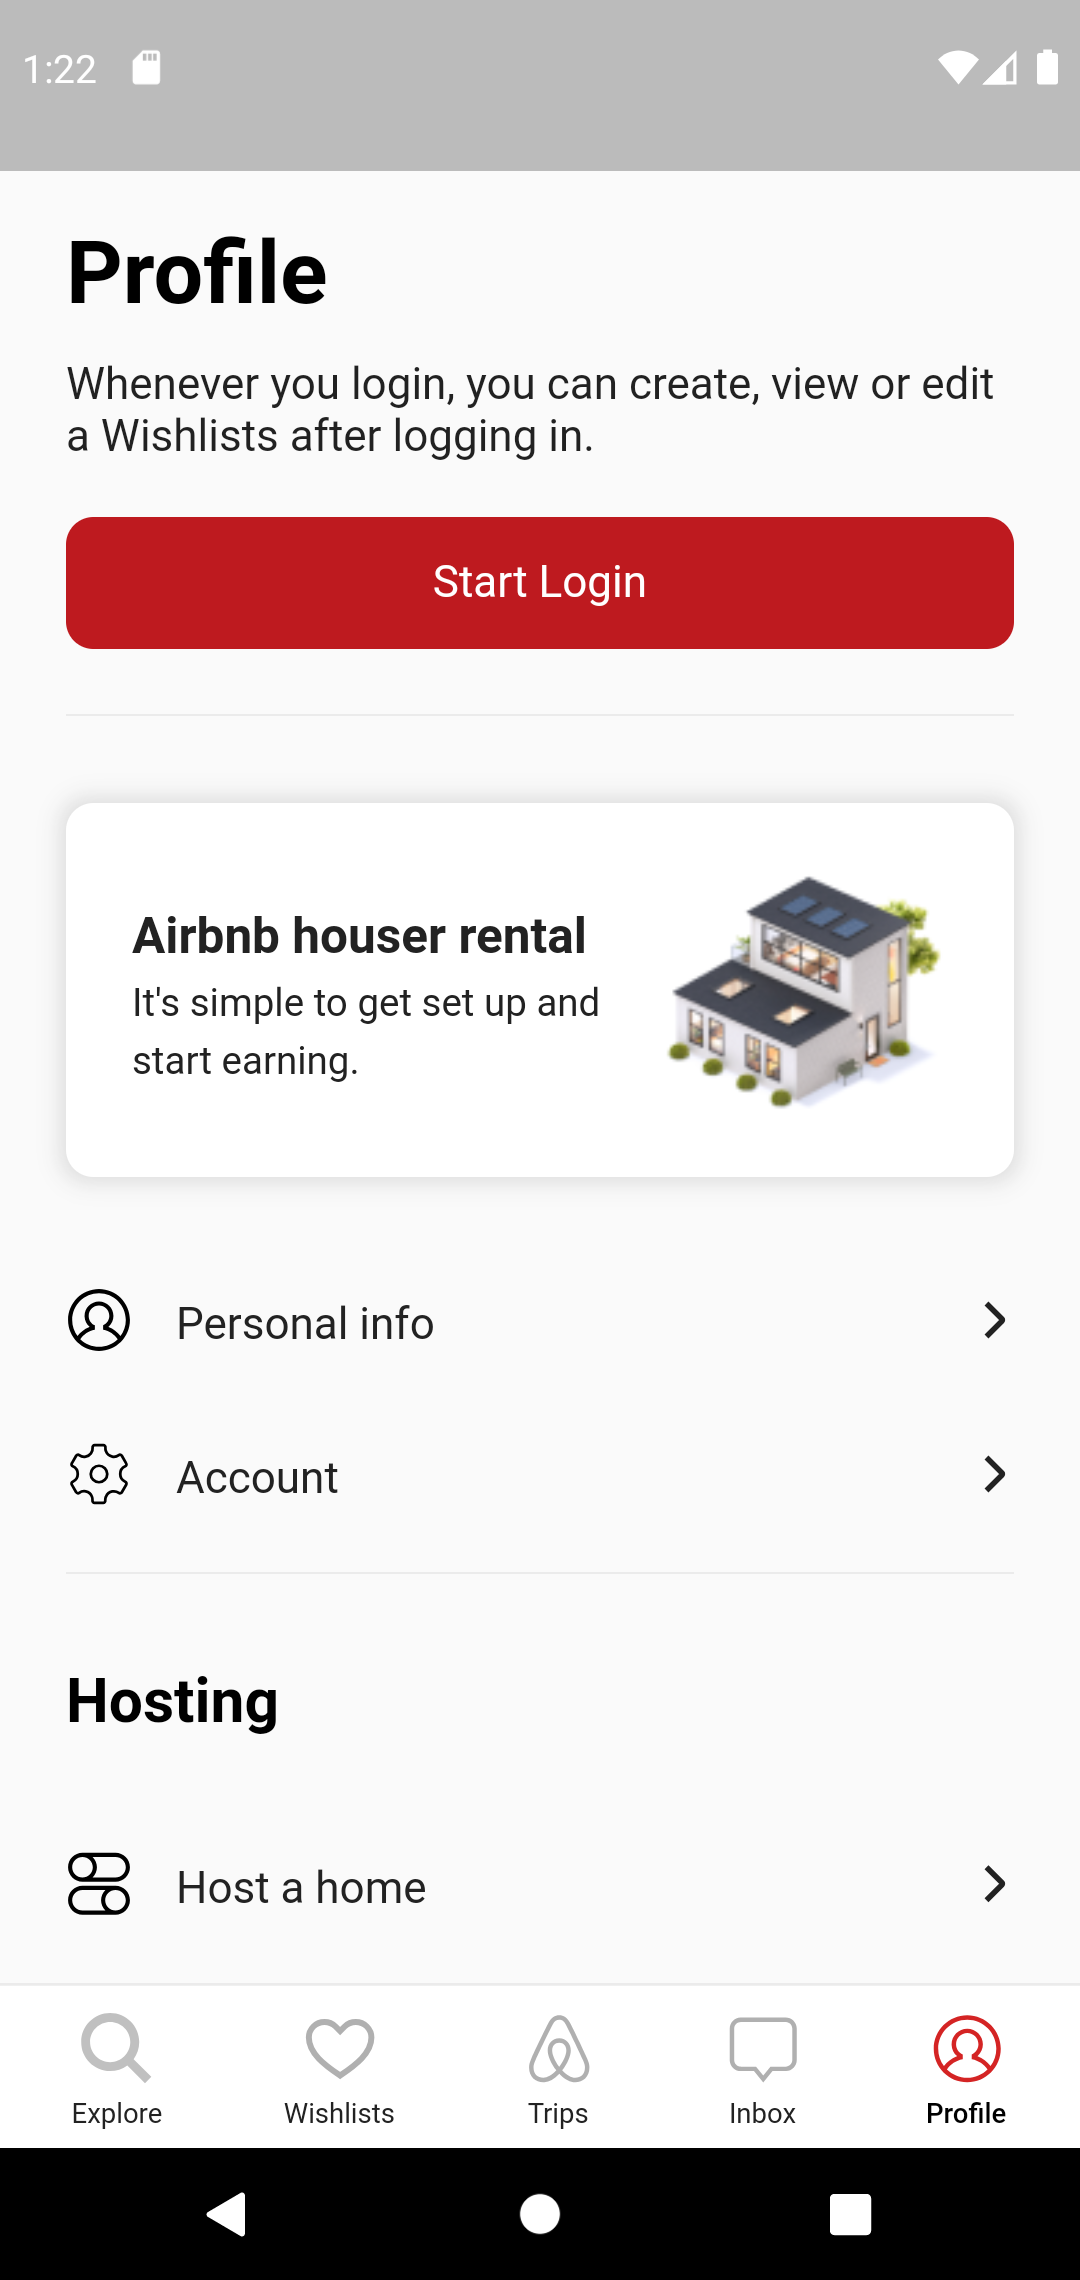 1:22
Profile
Whenever you login, you can create, view or edit
a Wishlists after logging in.
Start Login
Airbnb houser rental
It's simple to get set up and
start earning.
Personal info
Account
Hosting
Host a home
Explore
Wishlists
Trips
Inbox
Profile